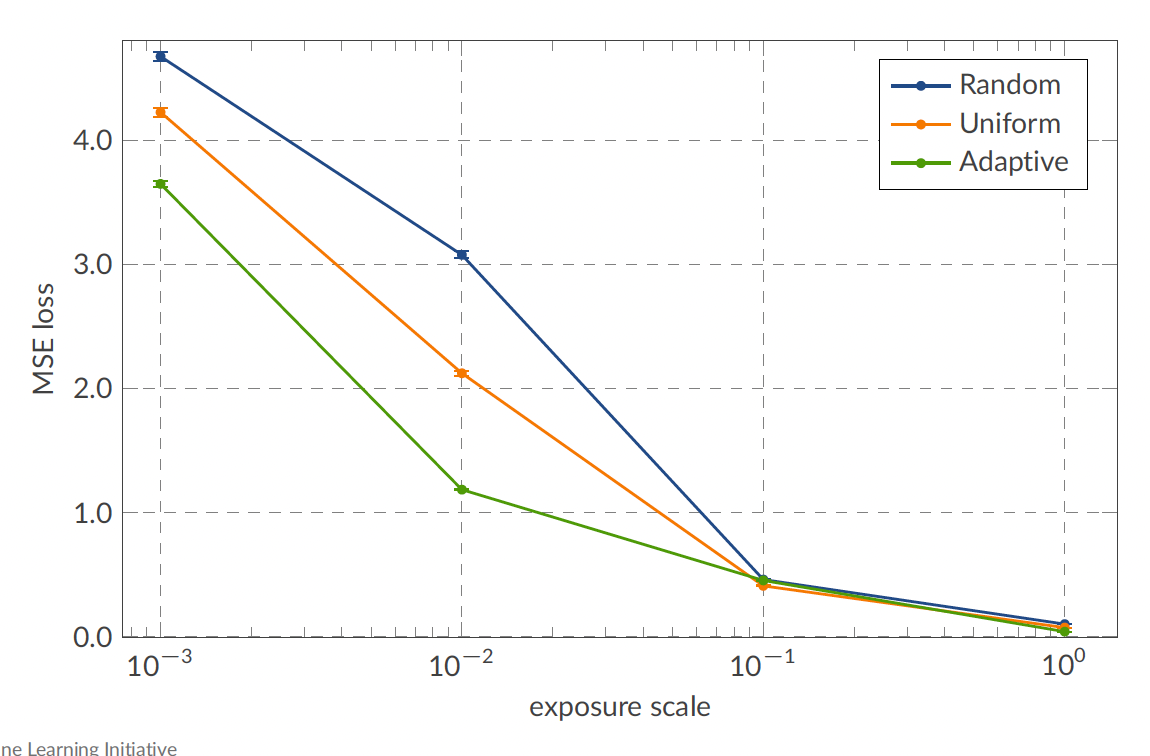 Random
Uniform
Adaptive
4.0
3.0
2.0
1.0
0.0
MSE loss
10⁻³ 10⁻² 10⁻¹ 10⁰
exposure scale
ne Learning Initiative